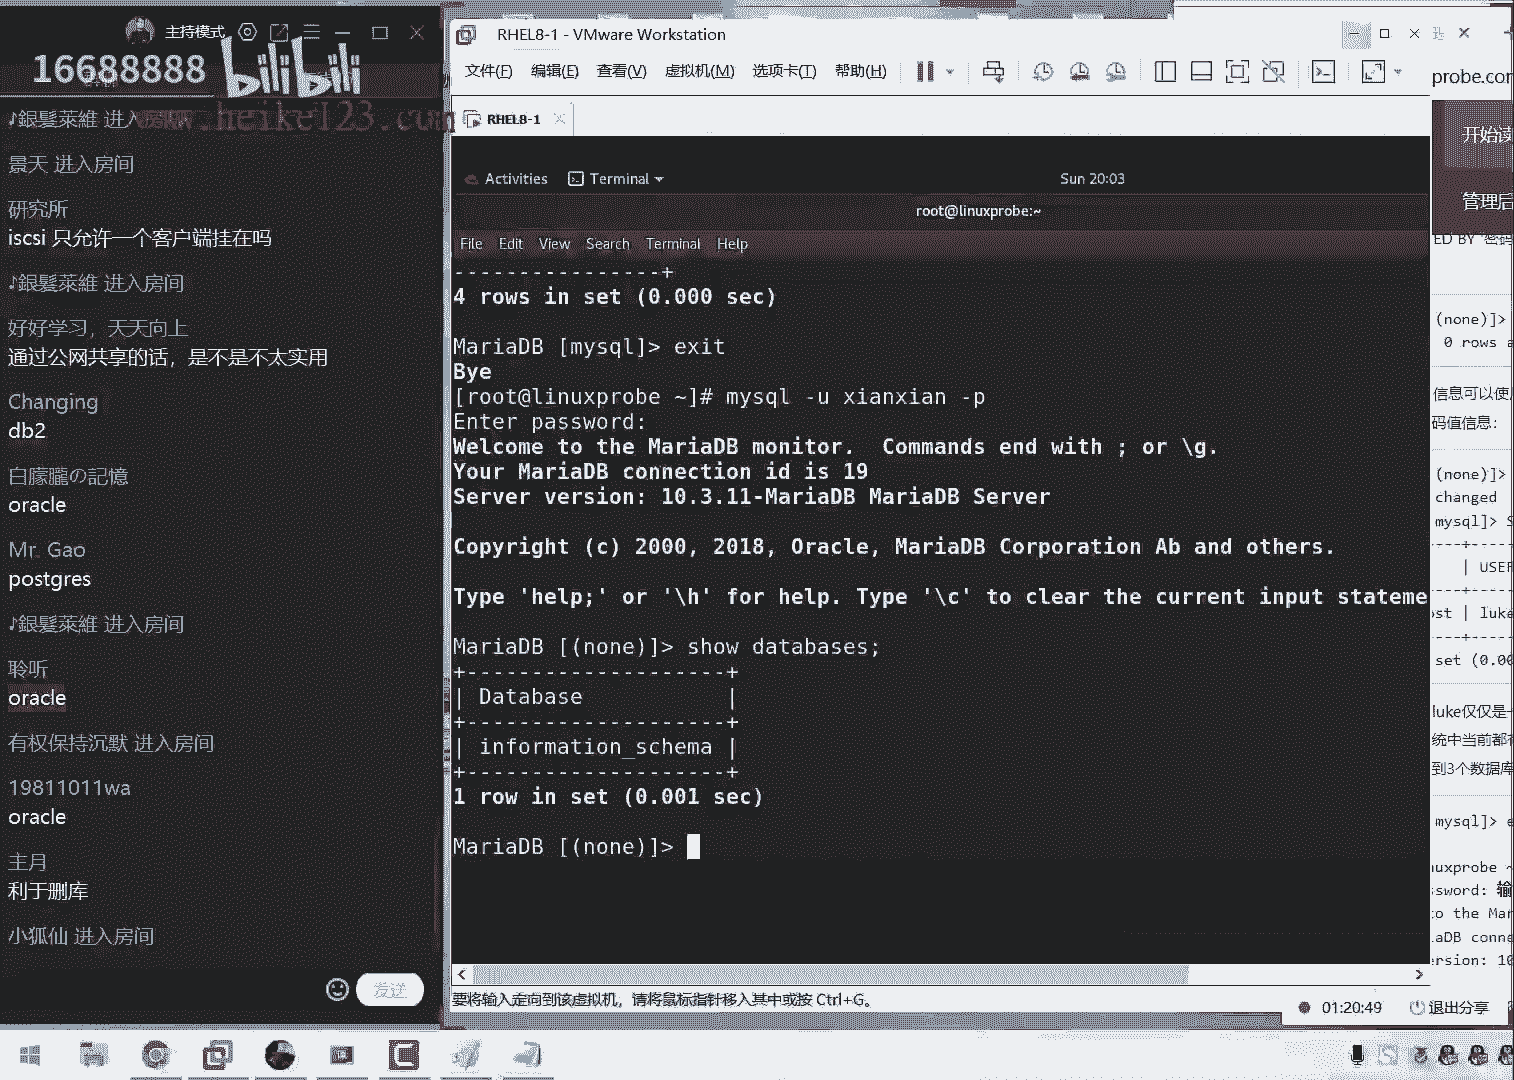 主持模式
16688888
bilibili
♪銀髮萊維 进入房间
www.heike123.com
景天 进入房间
研究所
iscsi 只允许一个客户端挂在吗
♪銀髮萊維 进入房间
好好学习，天天向上
通过公网共享的话，是不是不太实用
Changing
db2
白朦朧の記憶
oracle
Mr. Gao
postgres
♪銀髮萊維 进入房间
聆听
oracle
有权保持沉默 进入房间
19811011wa
oracle
主月
利于删库
小狐仙 进入房间
发送
RHEL8-1 - VMware Workstation
文件(F) 编辑(E) 查看(V) 虚拟机(M) 选项卡(T) 帮助(H)
RHEL8-1
Activities Terminal Sun 20:03
root@linuxprobe:~
File Edit View Search Terminal Help
----------------+
4 rows in set (0.000 sec)
MariaDB [mysql]> exit
Bye
[root@linuxprobe ~]# mysql -u xianxian -p
Enter password:
Welcome to the MariaDB monitor.  Commands end with ; or \g.
Your MariaDB connection id is 19
Server version: 10.3.11-MariaDB MariaDB Server
Copyright (c) 2000, 2018, Oracle, MariaDB Corporation Ab and others.
Type 'help;' or '\h' for help. Type '\c' to clear the current input stateme
MariaDB [(none)]> show databases;
+--------------------+
| Database           |
+--------------------+
| information_schema |
+--------------------+
1 row in set (0.001 sec)
MariaDB [(none)]>
要将输入定向到该虚拟机，请将鼠标指针移入其中或按 Ctrl+G。
probe.com
开始读
管理后
ED BY "密码
(none)]>
0 rows a
信息可以使用
码值信息：
(none)]>
changed
mysql]> S
----+-----
| USER
----+-----
ost | luke
----+-----
set (0.00
luke仅仅是一
统中当前都有
到3个数据库
mysql]> e
nuxprobe ~
sword: 输
to the Mar
iaDB conne
ersion: 10
01:20:49 退出分享